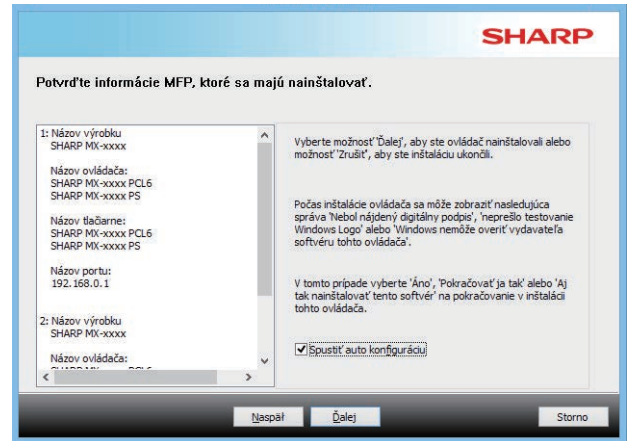 SHARP
Potvrďte informácie MFP, ktoré sa majú nainštalovať.
1: Názov výrobku
SHARP MX-xxxx
Názov ovládača:
SHARP MX-xxxx PCL6
SHARP MX-xxxx PS
Názov tlačiarne:
SHARP MX-xxxx PCL6
SHARP MX-xxxx PS
Názov portu:
192.168.0.1
2: Názov výrobku
SHARP MX-xxxx
Názov ovládača:
Vyberte možnosť 'Ďalej', aby ste ovládač nainštalovali alebo
možnosť 'Zrušiť', aby ste inštaláciu ukončili.
Počas inštalácie ovládača sa môže zobraziť nasledujúca
správa 'Nebol nájdený digitálny podpis', 'neprešlo testovanie
Windows Logo' alebo 'Windows nemôže overiť vydavateľa
softvéru tohto ovládača'.
V tomto prípade vyberte 'Áno', 'Pokračovať ja tak' alebo 'Aj
tak nainštalovať tento softvér' na pokračovanie v inštalácii
tohto ovládača.
Spustiť auto konfiguráciu
Naspäť
Ďalej
Storno